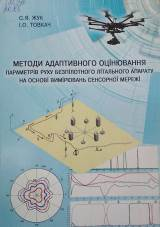 С.Я. ЖУК
І.О. ТОВКАЧ
МЕТОДИ АДАПТИВНОГО ОЦІНЮВАННЯ
ПАРАМЕТРІВ РУХУ БЕЗПІЛОТНОГО ЛІТАЛЬНОГО АПАРАТУ
НА ОСНОВІ ВИМІРЮВАНЬ СЕНСОРНОЇ МЕРЕЖІ